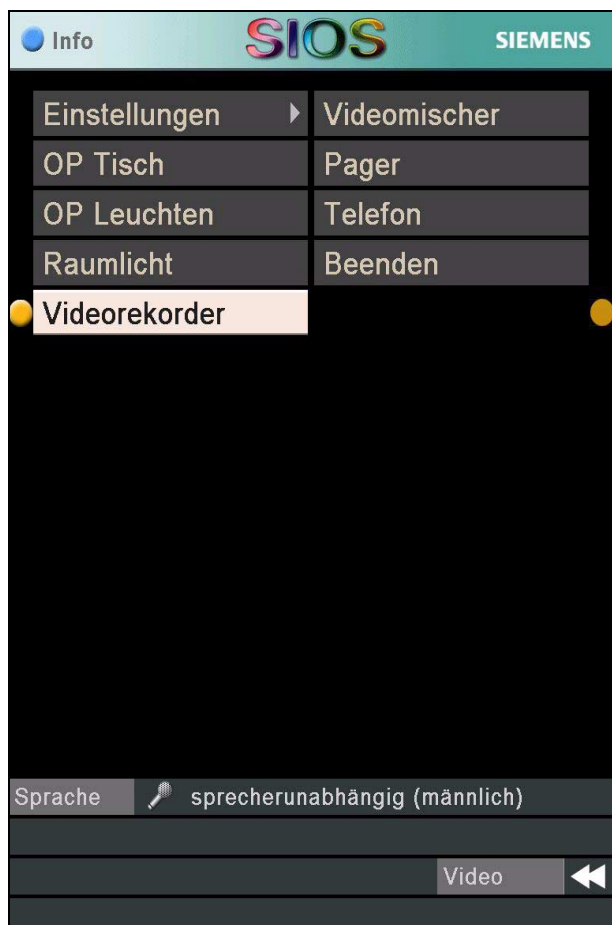 Info SIOS SIEMENS
Einstellungen Videomischer
OP Tisch Pager
OP Leuchten Telefon
Raumlicht Beenden
Videorekorder
Sprache sprecherunabhängig (männlich)
Video